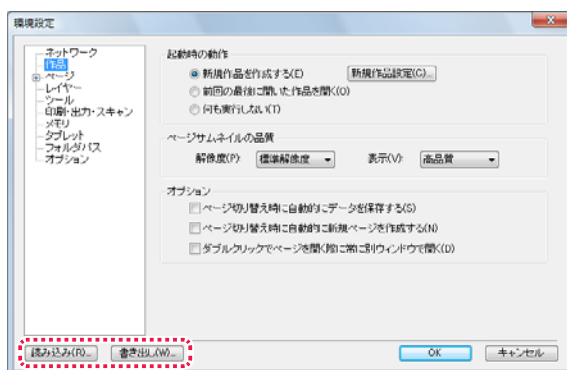 環境設定
ネットワーク
作品
ページ
レイヤー
ツール
印刷・出力・スキャン
メモリ
タブレット
フォルダパス
オプション
起動時の動作
新規作品を作成する(E)
新規作品設定(C)...
前回の最後に開いた作品を開く(O)
何も実行しない(T)
ページサムネイルの品質
解像度(P):
標準解像度
表示(V):
高品質
オプション
ページ切り替え時に自動的にデータを保存する(S)
ページ切り替え時に自動的に新規ページを作成する(N)
ダブルクリックでページを開く際に常に別ウィンドウで開く(D)
読み込み(R)...
書き出し(W)...
OK
キャンセル